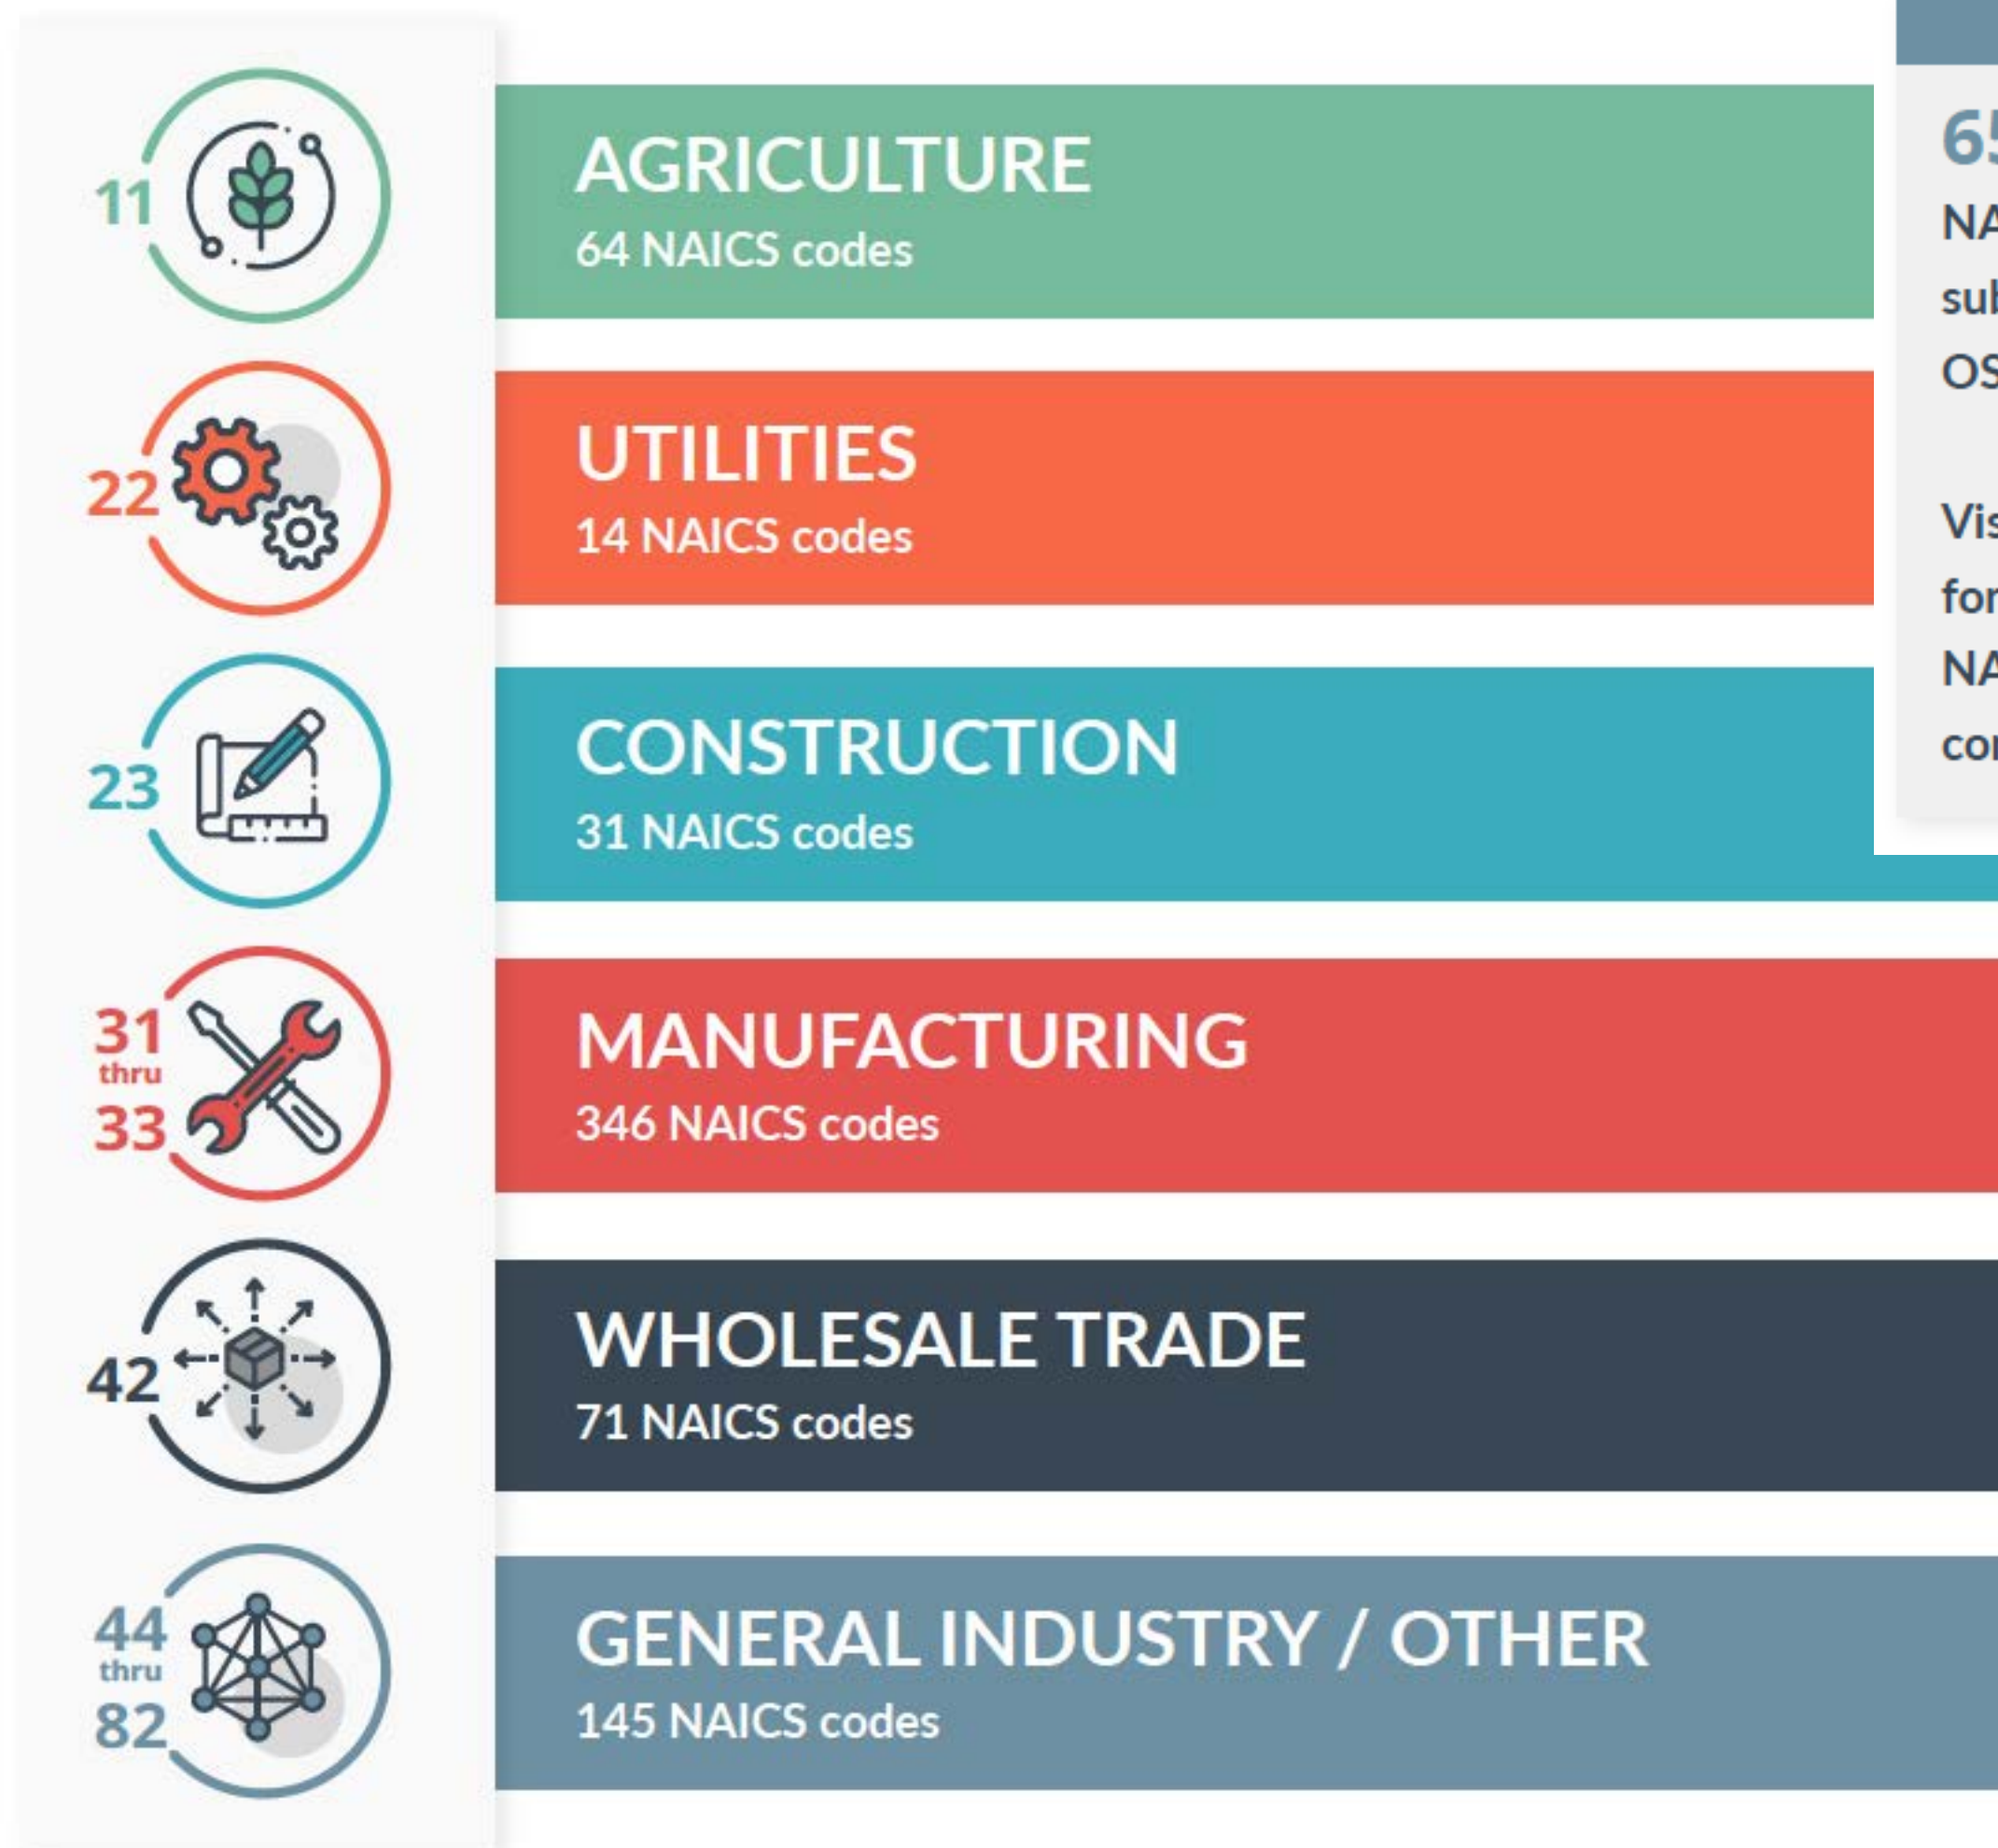 11
AGRICULTURE
64 NAICS codes
22
UTILITIES
14 NAICS codes
23
CONSTRUCTION
31 NAICS codes
31
thru
33
MANUFACTURING
346 NAICS codes
42
WHOLESALE TRADE
71 NAICS codes
44
thru
82
GENERAL INDUSTRY / OTHER
145 NAICS codes